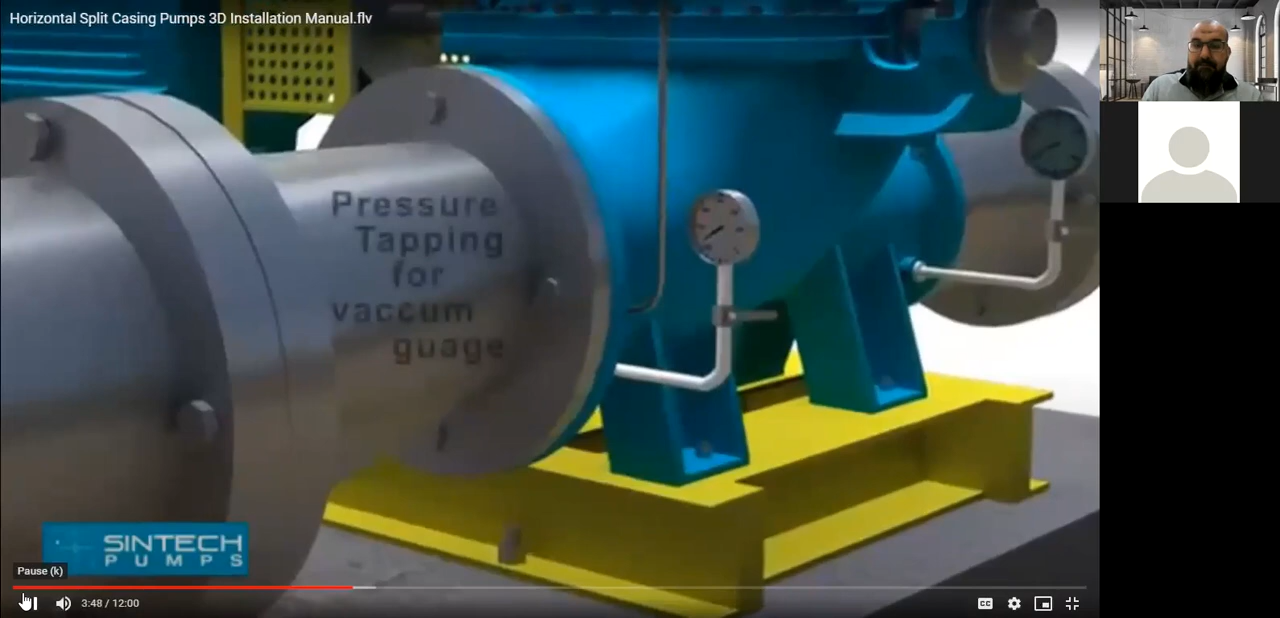 Horizontal Split Casing Pumps 3D Installation Manual.flv
Pressure
Tapping
for
vaccum
guage
SINTECH
PUMPS
Pause (k)
3:48 / 12:00
CC